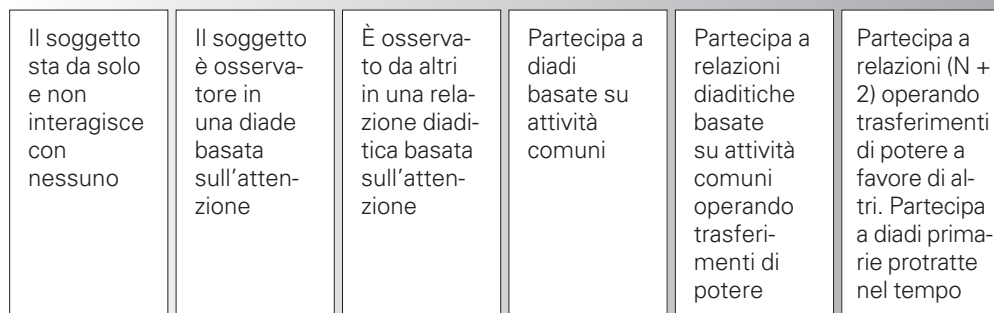 Il soggetto
sta da solo
e non
interagisce
con
nessuno
Il soggetto
è osserva-
tore in
una diade
basata
sull'atten-
zione
È osserva-
to da altri
in una rela-
zione diadi-
tica basata
sull'atten-
zione
Partecipa a
diadi
basate su
attività
comuni
Partecipa a
relazioni
diaditiche
basate
su attività
comuni
operando
trasferi-
menti di
potere
Partecipa a
relazioni (N +
2) operando
trasferimenti
di potere a
favore di al-
tri. Partecipa
a diadi prima-
rie protratte
nel tempo